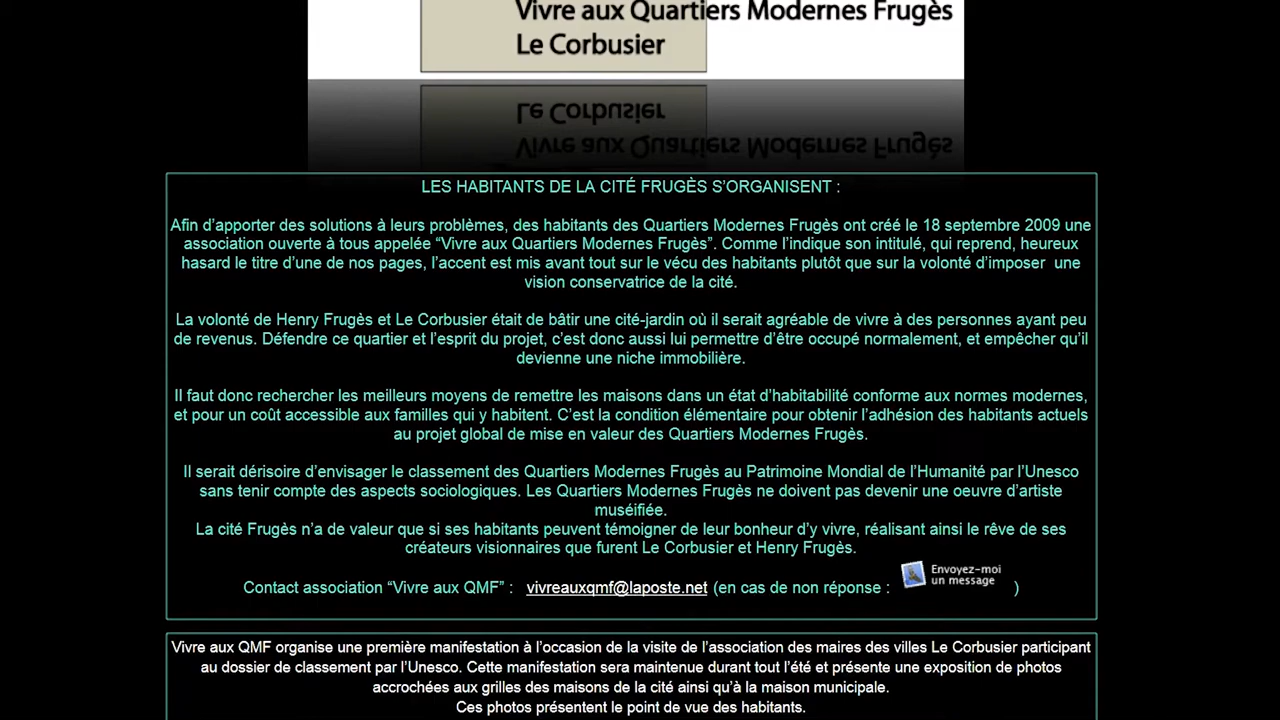 Vivre aux Quartiers Modernes Frugès
Le Corbusier
Le Corbusier
Vivre aux Quartiers Modernes Frugès
LES HABITANTS DE LA CITÉ FRUGÈS S’ORGANISENT :
Afin d’apporter des solutions à leurs problèmes, des habitants des Quartiers Modernes Frugès ont créé le 18 septembre 2009 une
association ouverte à tous appelée “Vivre aux Quartiers Modernes Frugès”. Comme l’indique son intitulé, qui reprend, heureux
hasard le titre d’une de nos pages, l’accent est mis avant tout sur le vécu des habitants plutôt que sur la volonté d’imposer une
vision conservatrice de la cité.
La volonté de Henry Frugès et Le Corbusier était de bâtir une cité-jardin où il serait agréable de vivre à des personnes ayant peu
de revenus. Défendre ce quartier et l’esprit du projet, c’est donc aussi lui permettre d’être occupé normalement, et empêcher qu’il
devienne une niche immobilière.
Il faut donc rechercher les meilleurs moyens de remettre les maisons dans un état d’habitabilité conforme aux normes modernes,
et pour un coût accessible aux familles qui y habitent. C’est la condition élémentaire pour obtenir l’adhésion des habitants actuels
au projet global de mise en valeur des Quartiers Modernes Frugès.
Il serait dérisoire d’envisager le classement des Quartiers Modernes Frugès au Patrimoine Mondial de l’Humanité par l’Unesco
sans tenir compte des aspects sociologiques. Les Quartiers Modernes Frugès ne doivent pas devenir une oeuvre d’artiste
muséifiée.
La cité Frugès n’a de valeur que si ses habitants peuvent témoigner de leur bonheur d’y vivre, réalisant ainsi le rêve de ses
créateurs visionnaires que furent Le Corbusier et Henry Frugès.
Envoyez-moi
un message
Contact association “Vivre aux QMF” : vivreauxqmf@laposte.net (en cas de non réponse : )
Vivre aux QMF organise une première manifestation à l’occasion de la visite de l’association des maires des villes Le Corbusier participant
au dossier de classement par l’Unesco. Cette manifestation sera maintenue durant tout l’été et présente une exposition de photos
accrochées aux grilles des maisons de la cité ainsi qu’à la maison municipale.
Ces photos présentent le point de vue des habitants.